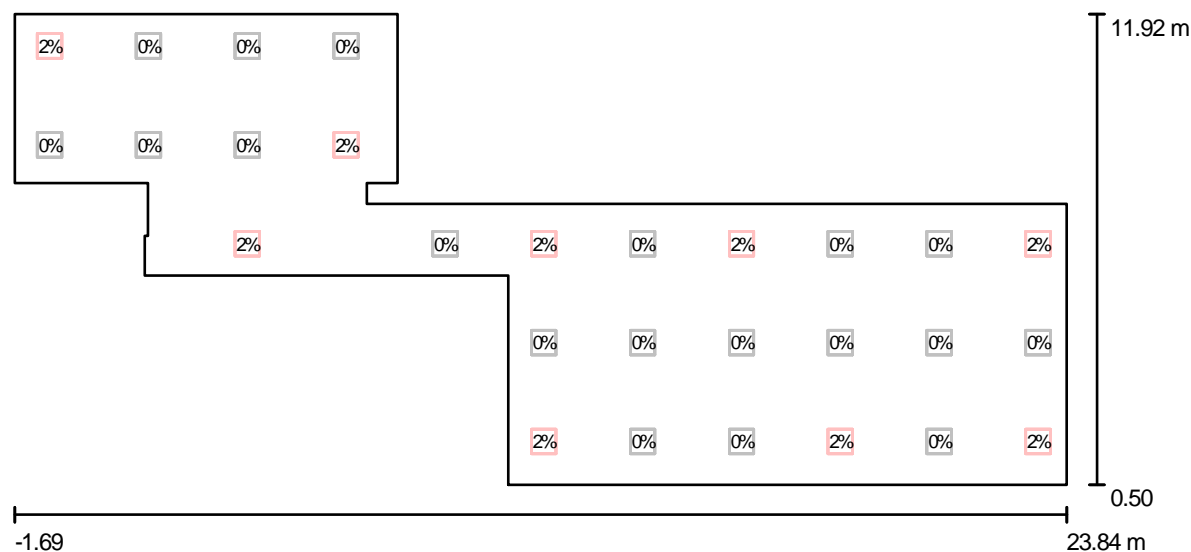 11.92 m
2% 0% 0% 0%
0% 0% 0% 2%
2% 0% 2% 0% 2% 0% 0% 2%
0% 0% 0% 0% 0% 0%
2% 0% 0% 2% 0% 2%
0.50
-1.69 23.84 m